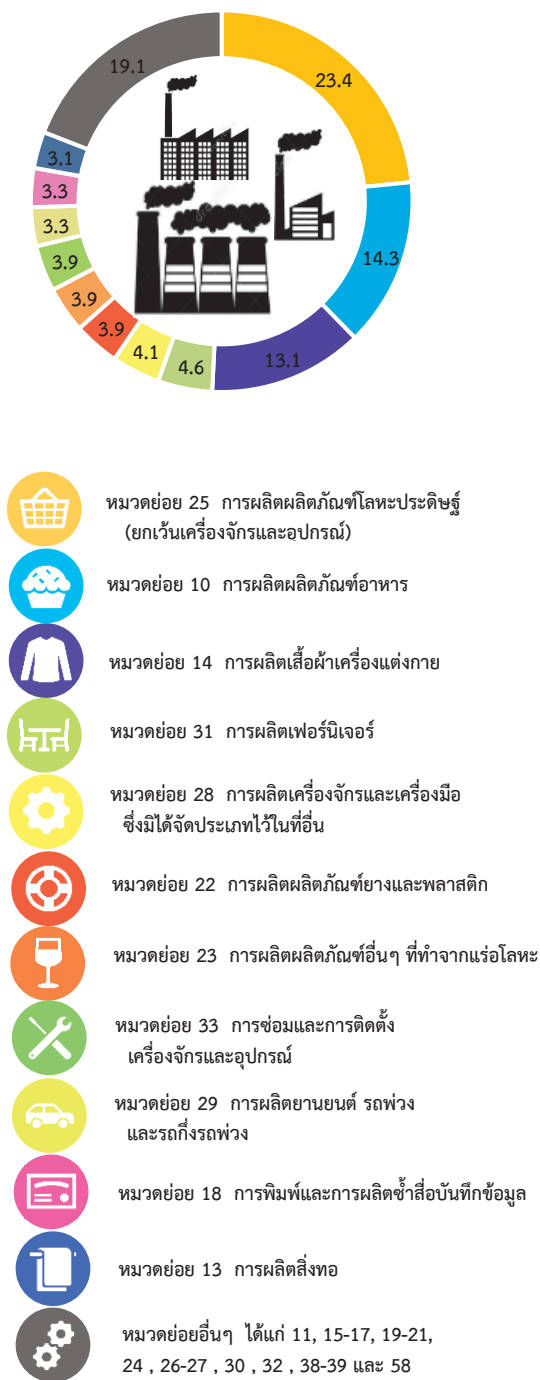 19.1
23.4
3.1
3.3
3.3
3.9
3.9
3.9
4.1
4.6
13.1
14.3
หมวดย่อย 25 การผลิตผลิตภัณฑ์โลหะประดิษฐ์
(ยกเว้นเครื่องจักรและอุปกรณ์)
หมวดย่อย 10 การผลิตผลิตภัณฑ์อาหาร
หมวดย่อย 14 การผลิตเสื้อผ้าเครื่องแต่งกาย
หมวดย่อย 31 การผลิตเฟอร์นิเจอร์
หมวดย่อย 28 การผลิตเครื่องจักรและเครื่องมือ
ซึ่งมิได้จัดประเภทไว้ในที่อื่น
หมวดย่อย 22 การผลิตผลิตภัณฑ์ยางและพลาสติก
หมวดย่อย 23 การผลิตผลิตภัณฑ์อื่นๆ ที่ทำจากแร่อโลหะ
หมวดย่อย 33 การซ่อมและการติดตั้ง
เครื่องจักรและอุปกรณ์
หมวดย่อย 29 การผลิตยานยนต์ รถพ่วง
และรถกึ่งรถพ่วง
หมวดย่อย 18 การพิมพ์และการผลิตซ้ำสื่อบันทึกข้อมูล
หมวดย่อย 13 การผลิตสิ่งทอ
หมวดย่อยอื่นๆ ได้แก่ 11, 15-17, 19-21,
24 , 26-27 , 30 , 32 , 38-39 และ 58